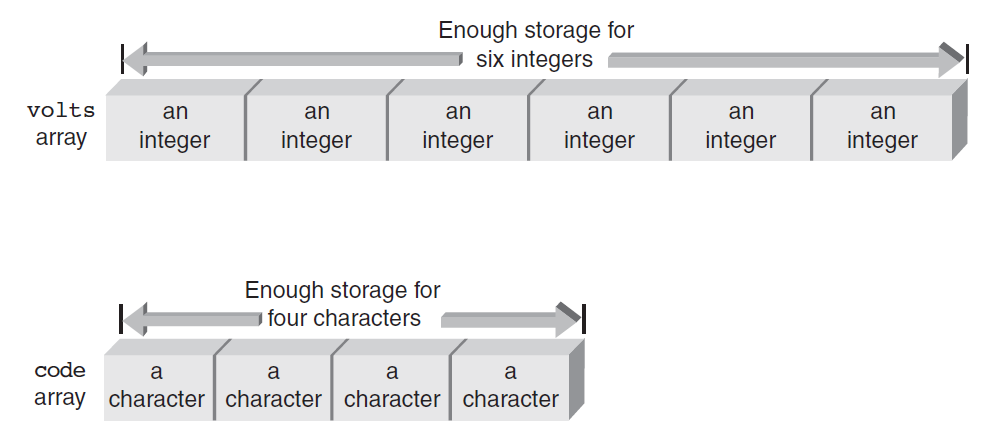 Enough storage for
six integers
volts
array
an
integer
an
integer
an
integer
an
integer
an
integer
an
integer
Enough storage for
four characters
code
array
a
character
a
character
a
character
a
character